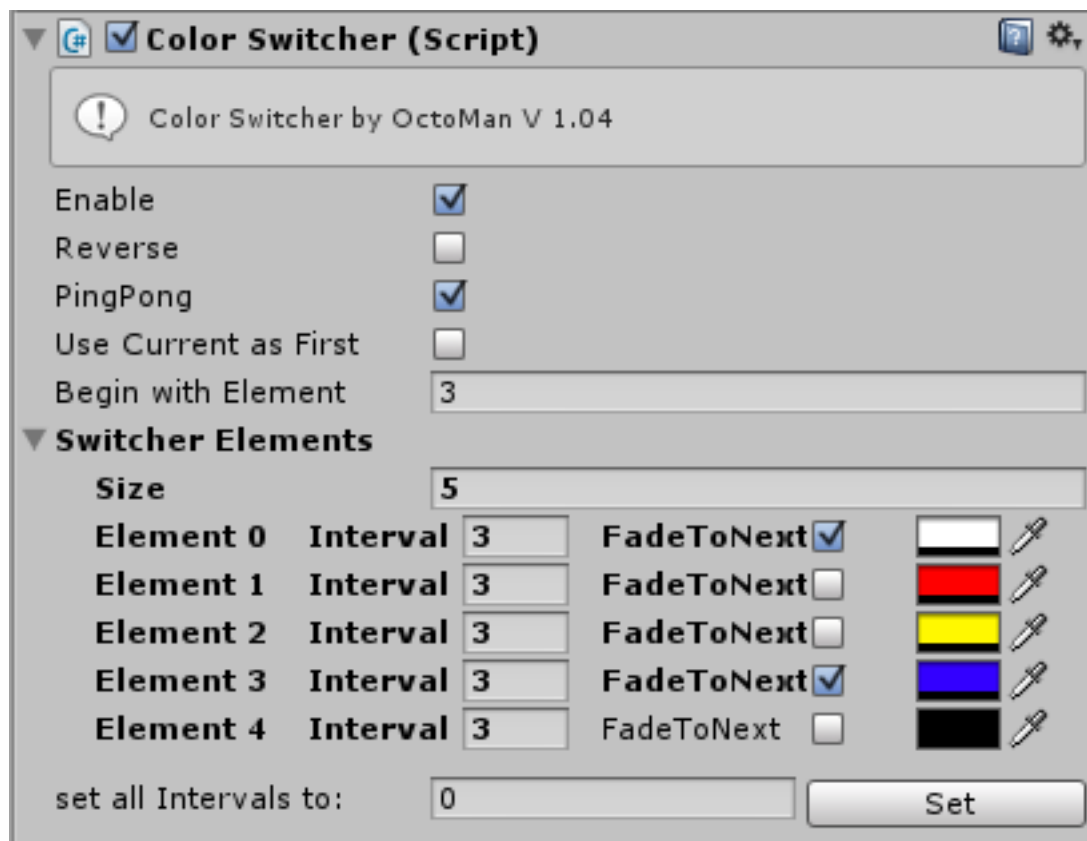 Color Switcher (Script)
Color Switcher by OctoMan V 1.04
Enable
Reverse
PingPong
Use Current as First
Begin with Element 3
Switcher Elements
Size 5
Element 0 Interval 3 FadeToNext
Element 1 Interval 3 FadeToNext
Element 2 Interval 3 FadeToNext
Element 3 Interval 3 FadeToNext
Element 4 Interval 3 FadeToNext
set all Intervals to: 0 Set